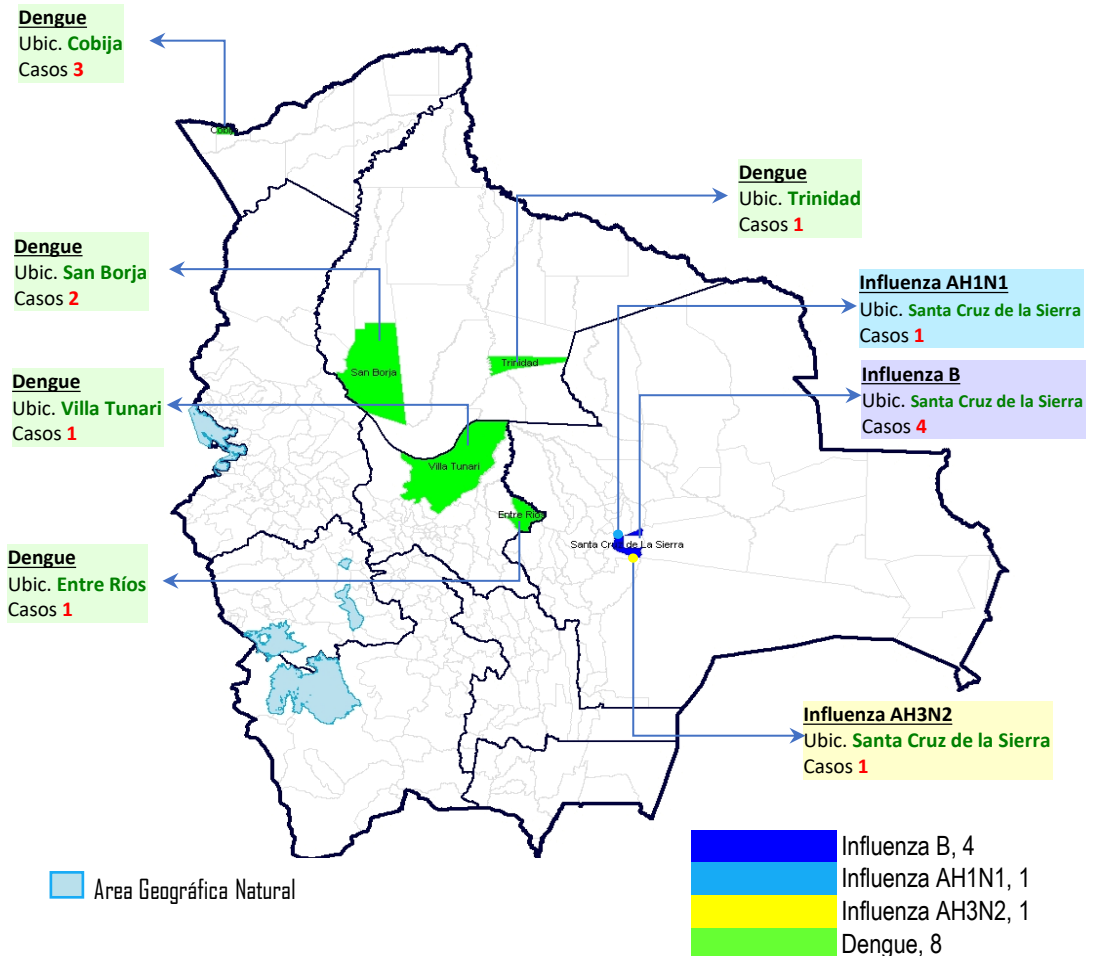 Dengue
Ubic. Cobija
Casos 3
Cobija
Dengue
Ubic. Trinidad
Casos 1
Dengue
Ubic. San Borja
Casos 2
Influenza AH1N1
Ubic. Santa Cruz de la Sierra
Casos 1
Trinidad
San Borja
Influenza B
Ubic. Santa Cruz de la Sierra
Casos 4
Dengue
Ubic. Villa Tunari
Casos 1
Villa Tunari
Entre Ríos
Santa Cruz de La Sierra
Dengue
Ubic. Entre Ríos
Casos 1
Influenza AH3N2
Ubic. Santa Cruz de la Sierra
Casos 1
Influenza B, 4
Influenza AH1N1, 1
Influenza AH3N2, 1
Dengue, 8
Area Geográfica Natural